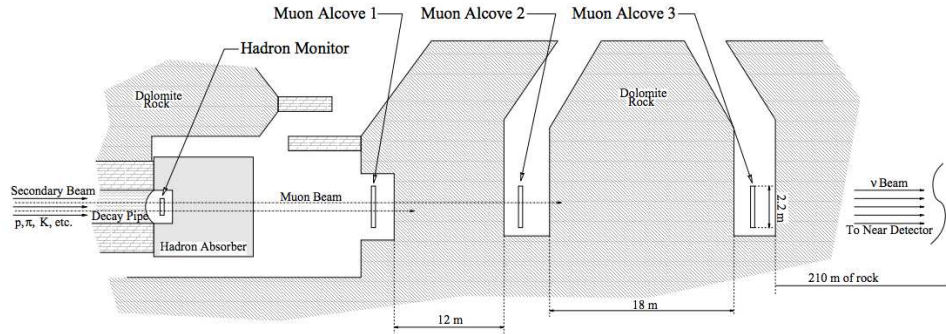 Muon Alcove 1
Muon Alcove 2
Muon Alcove 3
Hadron Monitor
Dolomite
Rock
Dolomite
Rock
Secondary Beam
p, π, K, etc.
Decay Pipe
Muon Beam
Hadron Absorber
2.2 m
ν Beam
To Near Detector
210 m of rock
12 m
18 m